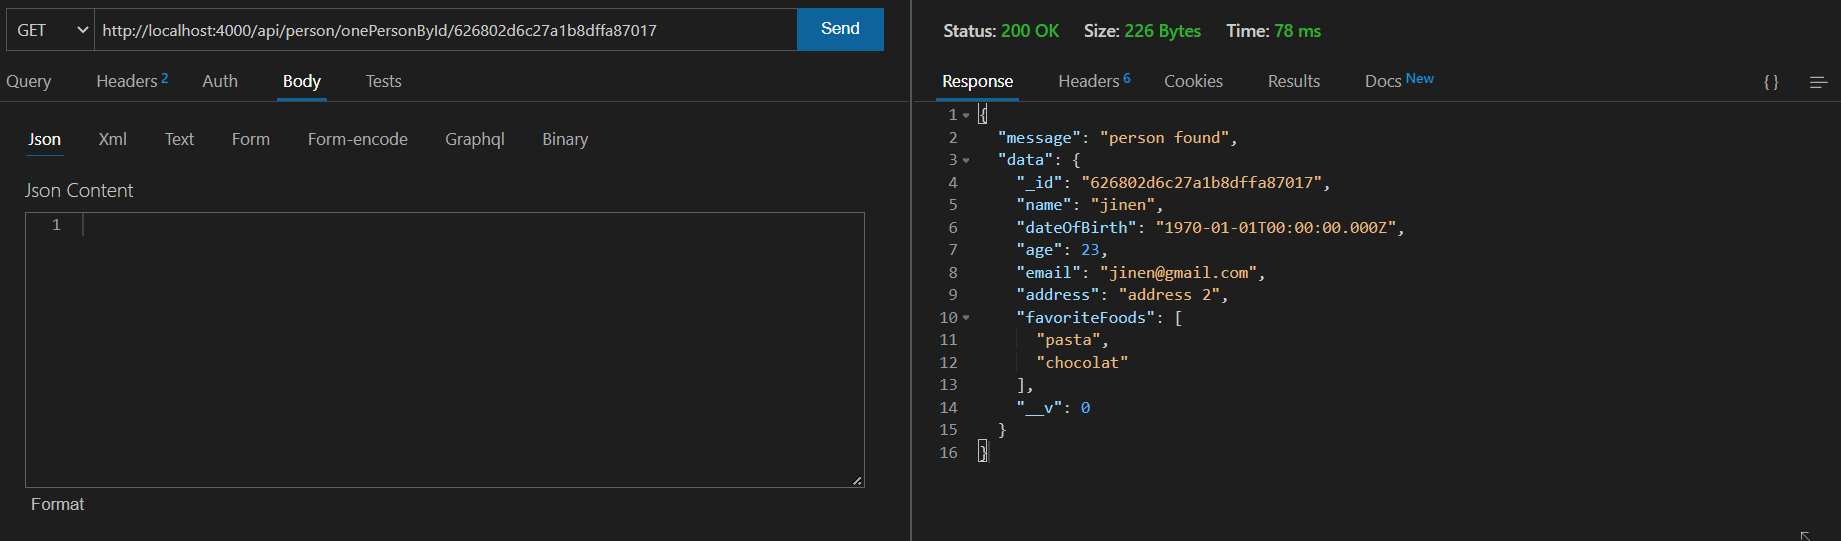 GET http://localhost:4000/api/person/onePersonById/626802d6c27a1b8dffa87017 Send
Query Headers 2 Auth Body Tests
Json Xml Text Form Form-encode Graphql Binary
Json Content
1
Format
Status: 200 OK Size: 226 Bytes Time: 78 ms
Response Headers 6 Cookies Results Docs New { }
1 {
2 "message": "person found",
3 "data": {
4 "_id": "626802d6c27a1b8dffa87017",
5 "name": "jinen",
6 "dateOfBirth": "1970-01-01T00:00:00.000Z",
7 "age": 23,
8 "email": "jinen@gmail.com",
9 "address": "address 2",
10 "favoriteFoods": [
11 "pasta",
12 "chocolat"
13 ],
14 "__v": 0
15 }
16 }